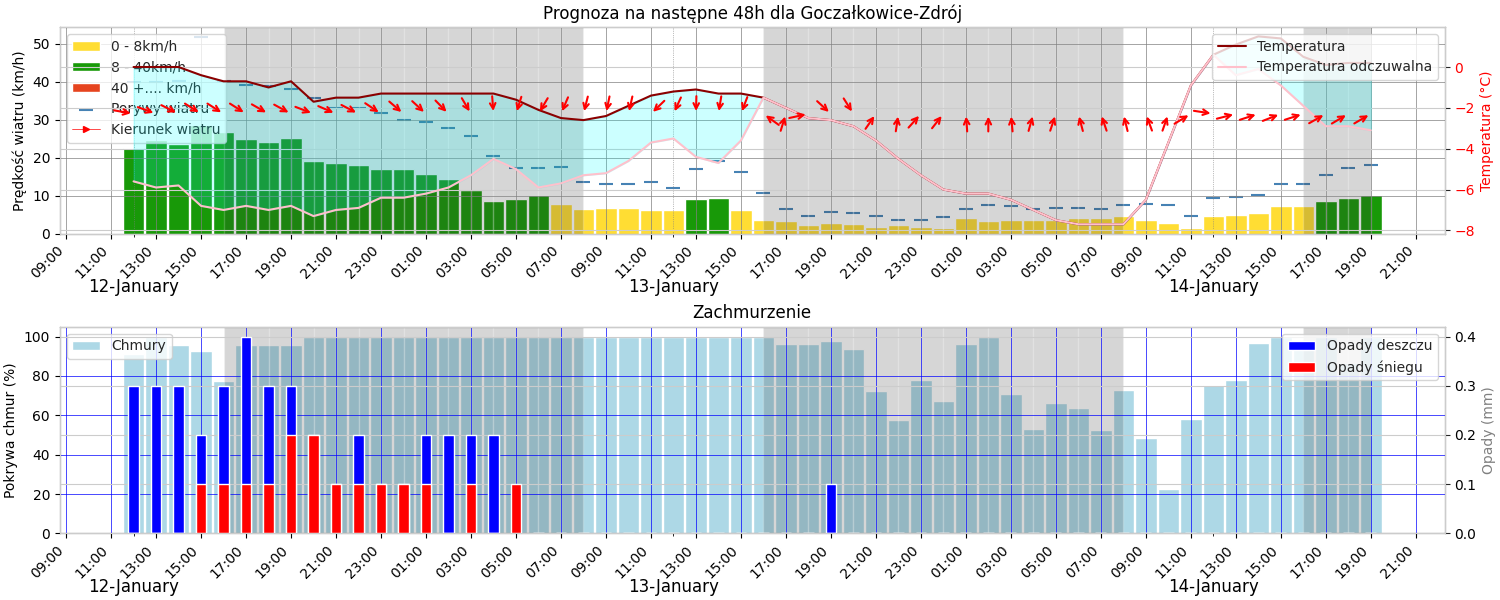 Prognoza na następne 48h dla Goczałkowice-Zdrój
Prędkość wiatru (km/h)
50
40
30
20
10
0
0 - 8km/h
8 - 40km/h
40 +.... km/h
Porywy wiatru
Kierunek wiatru
Temperatura
Temperatura odczuwalna
0
−2
−4
−6
−8
Temperatura (°C)
09:00 11:00 13:00 15:00 17:00 19:00 21:00 23:00 01:00 03:00 05:00 07:00 09:00 11:00 13:00 15:00 17:00 19:00 21:00 23:00 01:00 03:00 05:00 07:00 09:00 11:00 13:00 15:00 17:00 19:00 21:00
12-January 13-January 14-January
Zachmurzenie
Pokrywa chmur (%)
100
80
60
40
20
0
Chmury
Opady deszczu
Opady śniegu
0.4
0.3
0.2
0.1
0.0
Opady (mm)
09:00 11:00 13:00 15:00 17:00 19:00 21:00 23:00 01:00 03:00 05:00 07:00 09:00 11:00 13:00 15:00 17:00 19:00 21:00 23:00 01:00 03:00 05:00 07:00 09:00 11:00 13:00 15:00 17:00 19:00 21:00
12-January 13-January 14-January